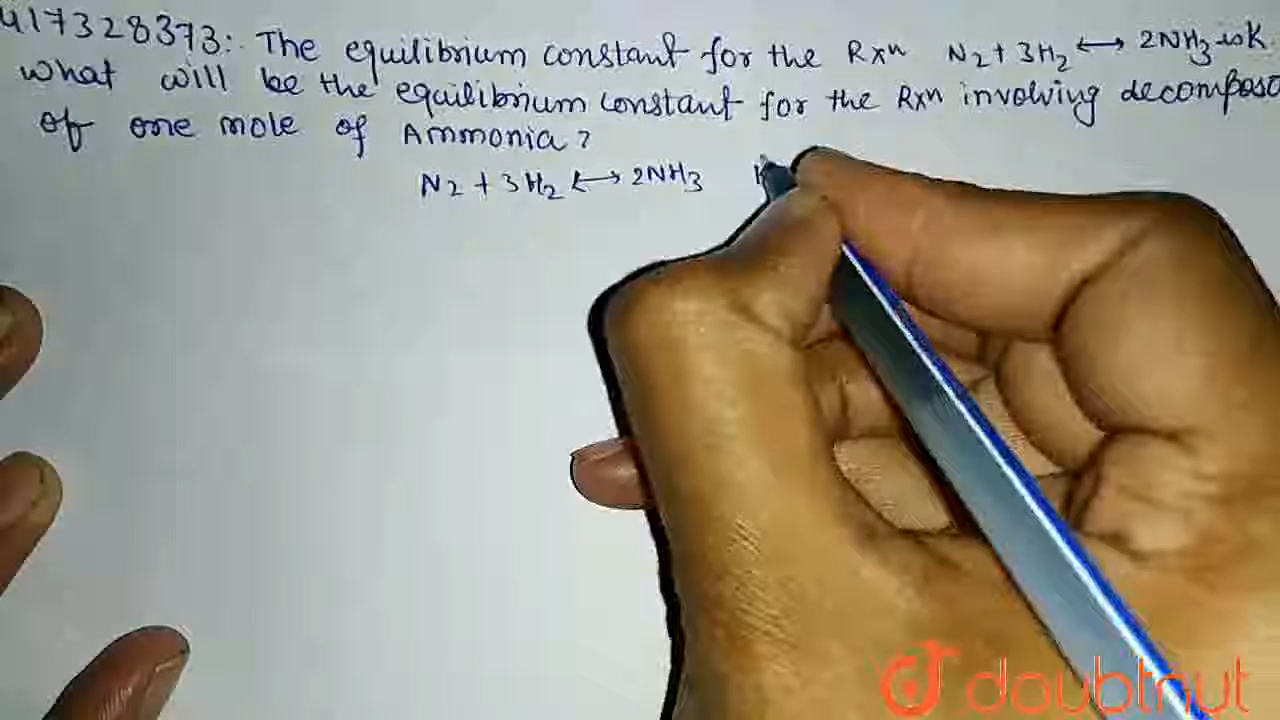 417328373:. The equilibrium constant for the Rxⁿ N2 + 3H2 ⟷ 2NH3 is K.
What will be the equilibrium constant for the Rxⁿ involving
of one mole of Ammonia?
N2 + 3H2 ⟷ 2NH3
doubtnut